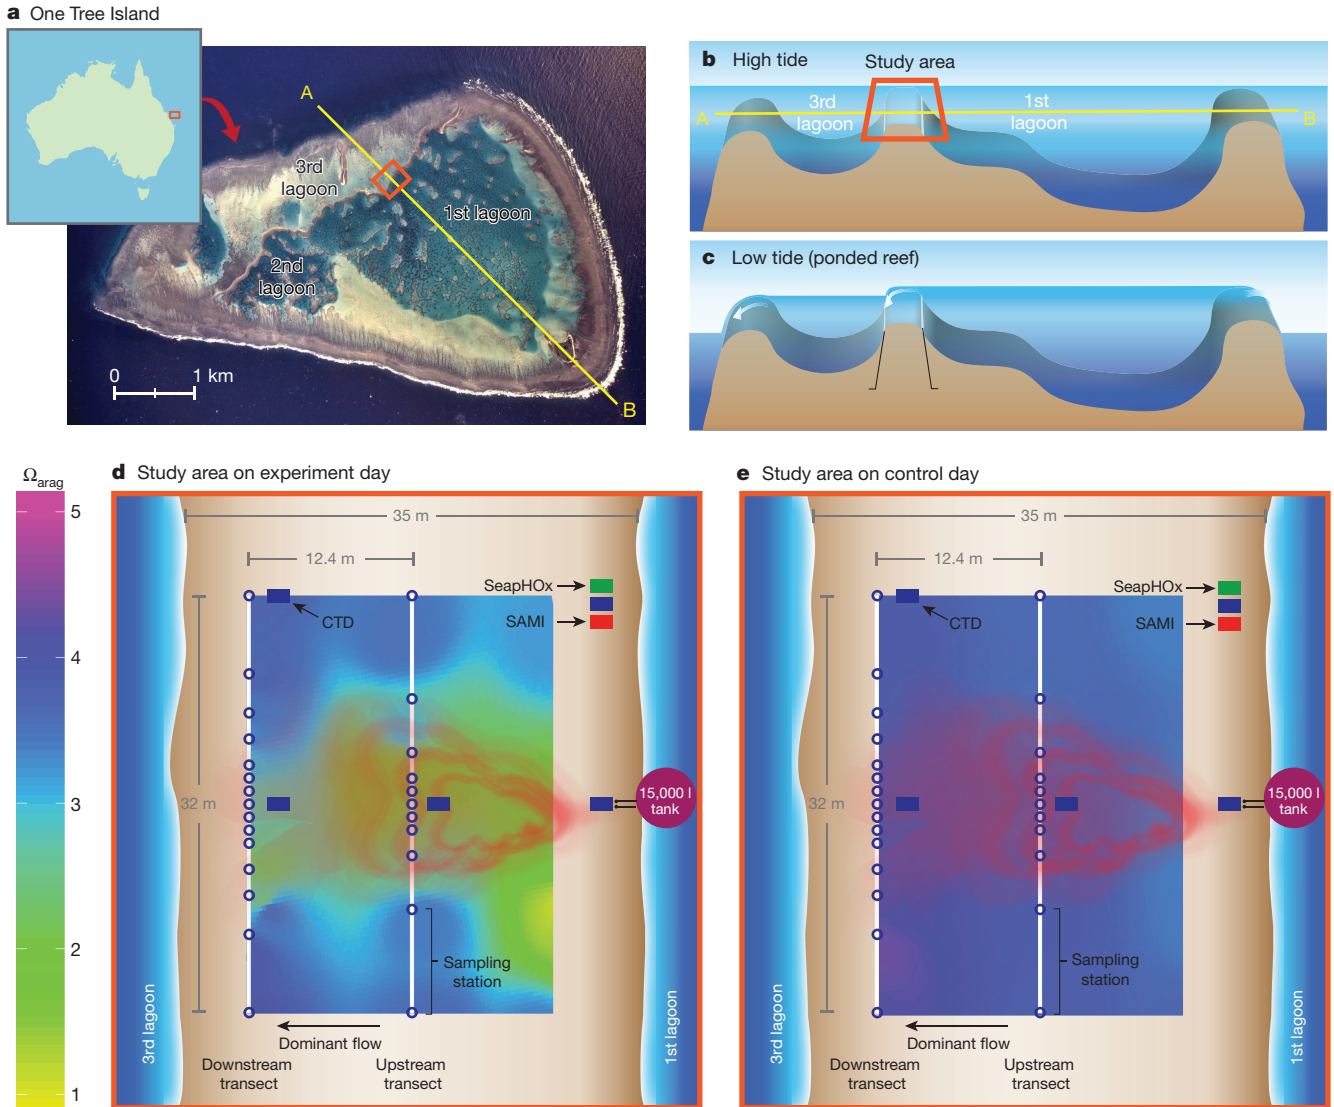 a One Tree Island
A
3rd
lagoon
1st lagoon
2nd
lagoon
0 1 km
B
b High tide
Study area
3rd
lagoon
1st
lagoon
A
B
c Low tide (ponded reef)
Ωarag
5
4
3
2
1
d Study area on experiment day
35 m
12.4 m
SeapHOx
CTD
SAMI
32 m
15,000 l
tank
Sampling
station
3rd lagoon
1st lagoon
Dominant flow
Downstream
transect
Upstream
transect
e Study area on control day
35 m
12.4 m
SeapHOx
CTD
SAMI
32 m
15,000 l
tank
Sampling
station
3rd lagoon
1st lagoon
Dominant flow
Downstream
transect
Upstream
transect